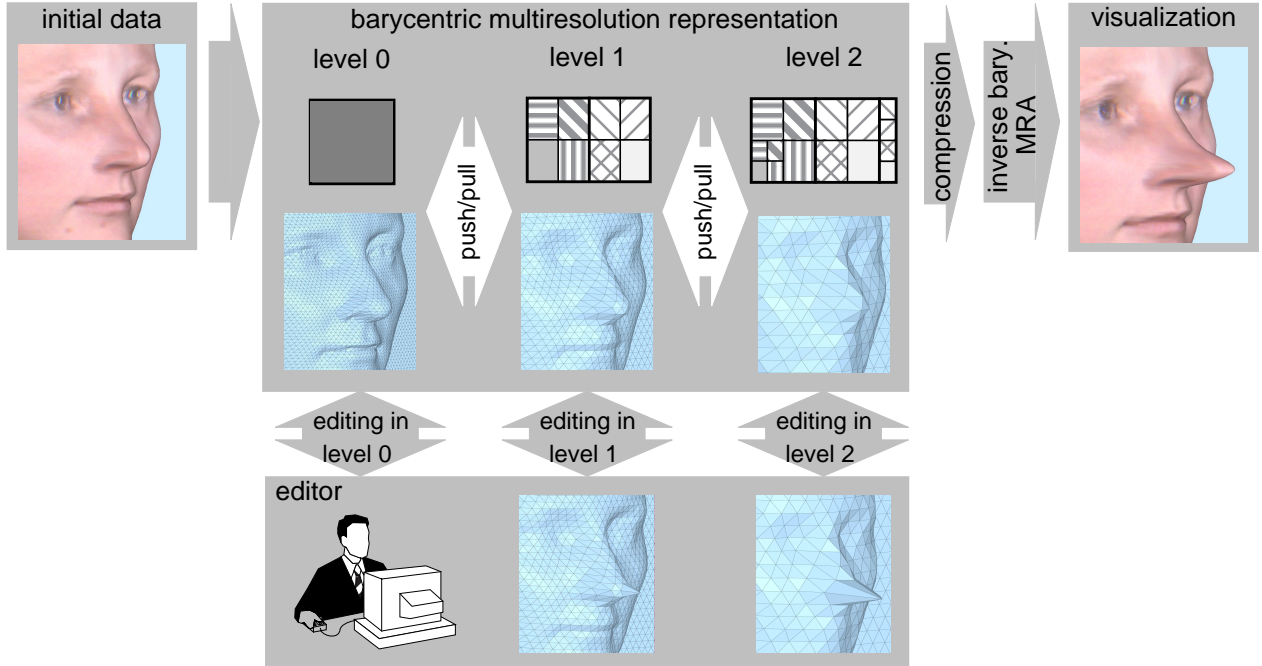 initial data
barycentric multiresolution representation
visualization
level 0
level 1
level 2
push/pull
push/pull
compression
inverse bary.
MRA
editing in
level 0
editing in
level 1
editing in
level 2
editor